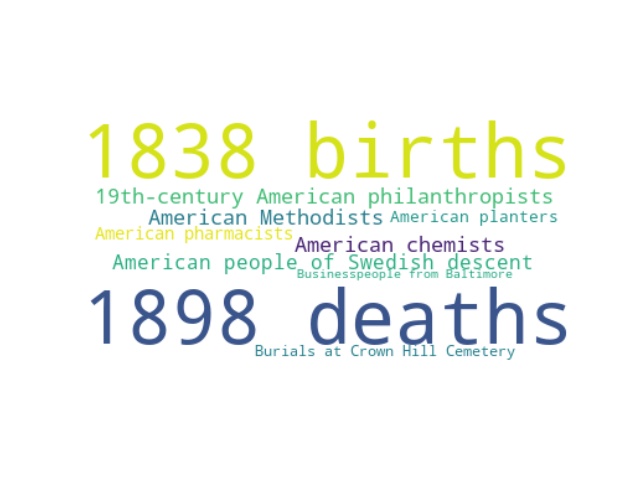 1838 births
19th-century American philanthropists
American Methodists American planters
American pharmacists
American chemists
American people of Swedish descent
Businesspeople from Baltimore
1898 deaths
Burials at Crown Hill Cemetery